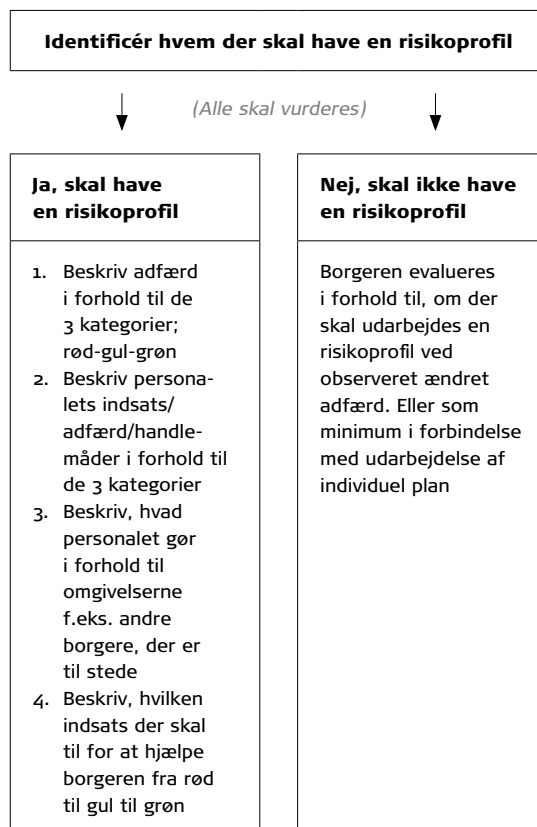 Identificér hvem der skal have en risikoprofil
(Alle skal vurderes)
Ja, skal have
en risikoprofil
1. Beskriv adfærd
i forhold til de
3 kategorier;
rød-gul-grøn
2. Beskriv persona-
lets indsats/
adfærd/handle-
måder i forhold til
de 3 kategorier
3. Beskriv, hvad
personalet gør
i forhold til
omgivelserne
f.eks. andre
borgere, der er
til stede
4. Beskriv, hvilken
indsats der skal
til for at hjælpe
borgeren fra rød
til gul til grøn
Nej, skal ikke have
en risikoprofil
Borgeren evalueres
i forhold til, om der
skal udarbejdes en
risikoprofil ved
observeret ændret
adfærd. Eller som
minimum i forbindelse
med udarbejdelse af
individuel plan